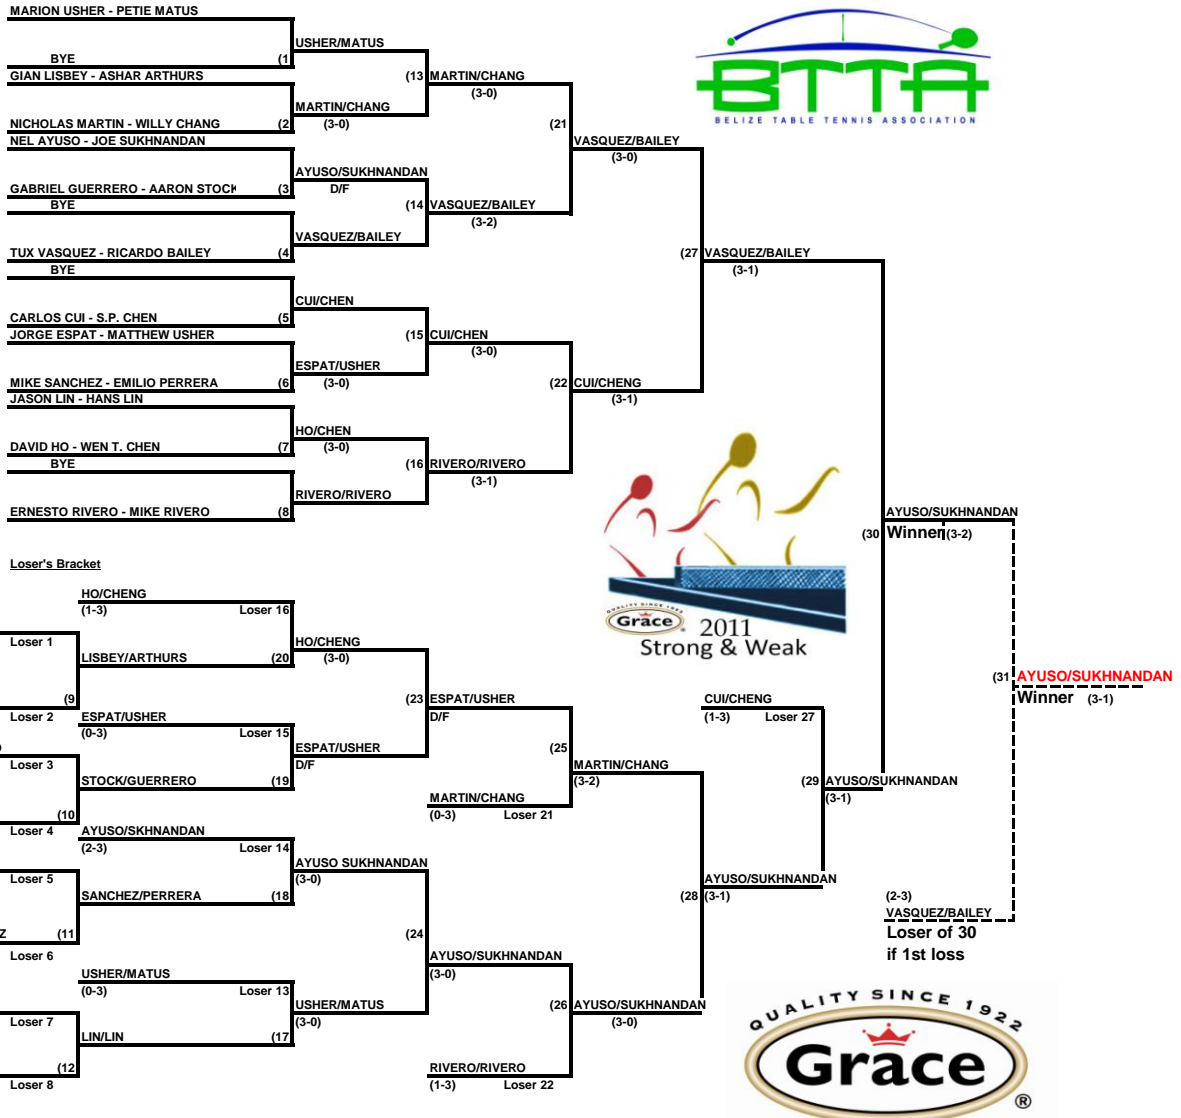 MARION USHER - PETIE MATUS
BYE
(1
USHER/MATUS
GIAN LISBEY - ASHAR ARTHURS
(13
MARTIN/CHANG
(3-0)
NICHOLAS MARTIN - WILLY CHANG
(2
MARTIN/CHANG
(3-0)
(21
NEL AYUSO - JOE SUKHNANDAN
VASQUEZ/BAILEY
(3-0)
GABRIEL GUERRERO - AARON STOCK
(3
AYUSO/SUKHNANDAN
D/F
BYE
(14
VASQUEZ/BAILEY
(3-2)
VASQUEZ/BAILEY
TUX VASQUEZ - RICARDO BAILEY
(4
(27
VASQUEZ/BAILEY
(3-1)
BYE
CUI/CHEN
CARLOS CUI - S.P. CHEN
(5
JORGE ESPAT - MATTHEW USHER
(15
CUI/CHEN
(3-0)
ESPAT/USHER
(3-0)
MIKE SANCHEZ - EMILIO PERRERA
(6
(22
CUI/CHENG
(3-1)
JASON LIN - HANS LIN
HO/CHEN
(3-0)
DAVID HO - WEN T. CHEN
(7
BYE
(16
RIVERO/RIVERO
(3-1)
RIVERO/RIVERO
ERNESTO RIVERO - MIKE RIVERO
(8
BTTA
BELIZE TABLE TENNIS ASSOCIATION
AYUSO/SUKHNANDAN
(30
Winner (3-2)
QUALITY SINCE 1922
Grace
2011
Strong & Weak
Loser's Bracket
HO/CHENG
(1-3)
Loser 16
Loser 1
HO/CHENG
(3-0)
LISBEY/ARTHURS
(20
(9
Loser 2
(23
ESPAT/USHER
D/F
ESPAT/USHER
(0-3)
Loser 15
Loser 3
ESPAT/USHER
D/F
STOCK/GUERRERO
(19
(10
Loser 4
(25
MARTIN/CHANG
(3-2)
MARTIN/CHANG
(0-3)
Loser 21
AYUSO/SKHNANDAN
(2-3)
Loser 14
AYUSO SUKHNANDAN
(3-0)
Loser 5
SANCHEZ/PERRERA
(18
Z
(11
Loser 6
(24
AYUSO/SUKHNANDAN
(3-0)
USHER/MATUS
(0-3)
Loser 13
USHER/MATUS
(3-0)
Loser 7
LIN/LIN
(17
(12
Loser 8
(26
AYUSO/SUKHNANDAN
(3-0)
RIVERO/RIVERO
(1-3)
Loser 22
(28
AYUSO/SUKHNANDAN
(3-1)
CUI/CHENG
(1-3)
Loser 27
(29
AYUSO/SUKHNANDAN
(3-1)
(31
AYUSO/SUKHNANDAN
Winner (3-1)
(2-3)
VASQUEZ/BAILEY
Loser of 30
if 1st loss
QUALITY SINCE 1922
Grace
®